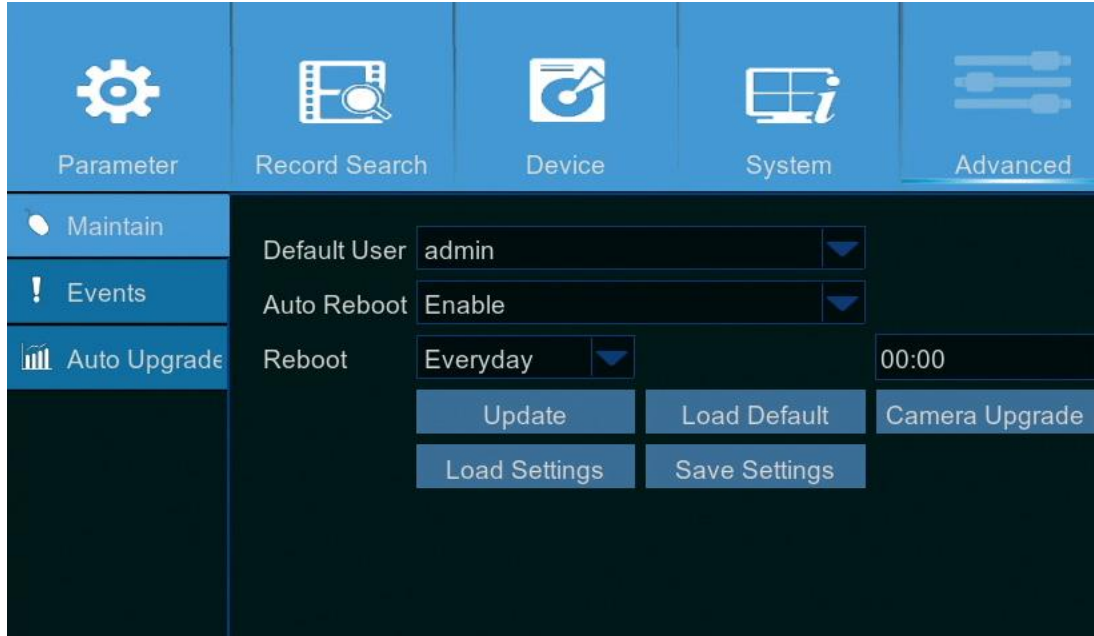 Parameter
Record Search
Device
System
Advanced
Maintain
Events
Auto Upgrade
Default User admin
Auto Reboot Enable
Reboot Everyday 00:00
Update Load Default Camera Upgrade
Load Settings Save Settings